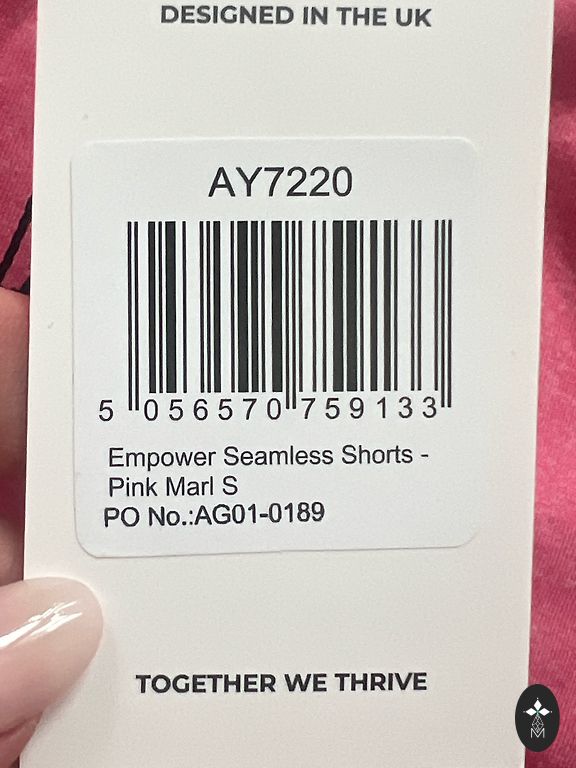 DESIGNED IN THE UK
AY7220
5 056570 759133
Empower Seamless Shorts -
Pink Marl S
PO No.:AG01-0189
TOGETHER WE THRIVE
M